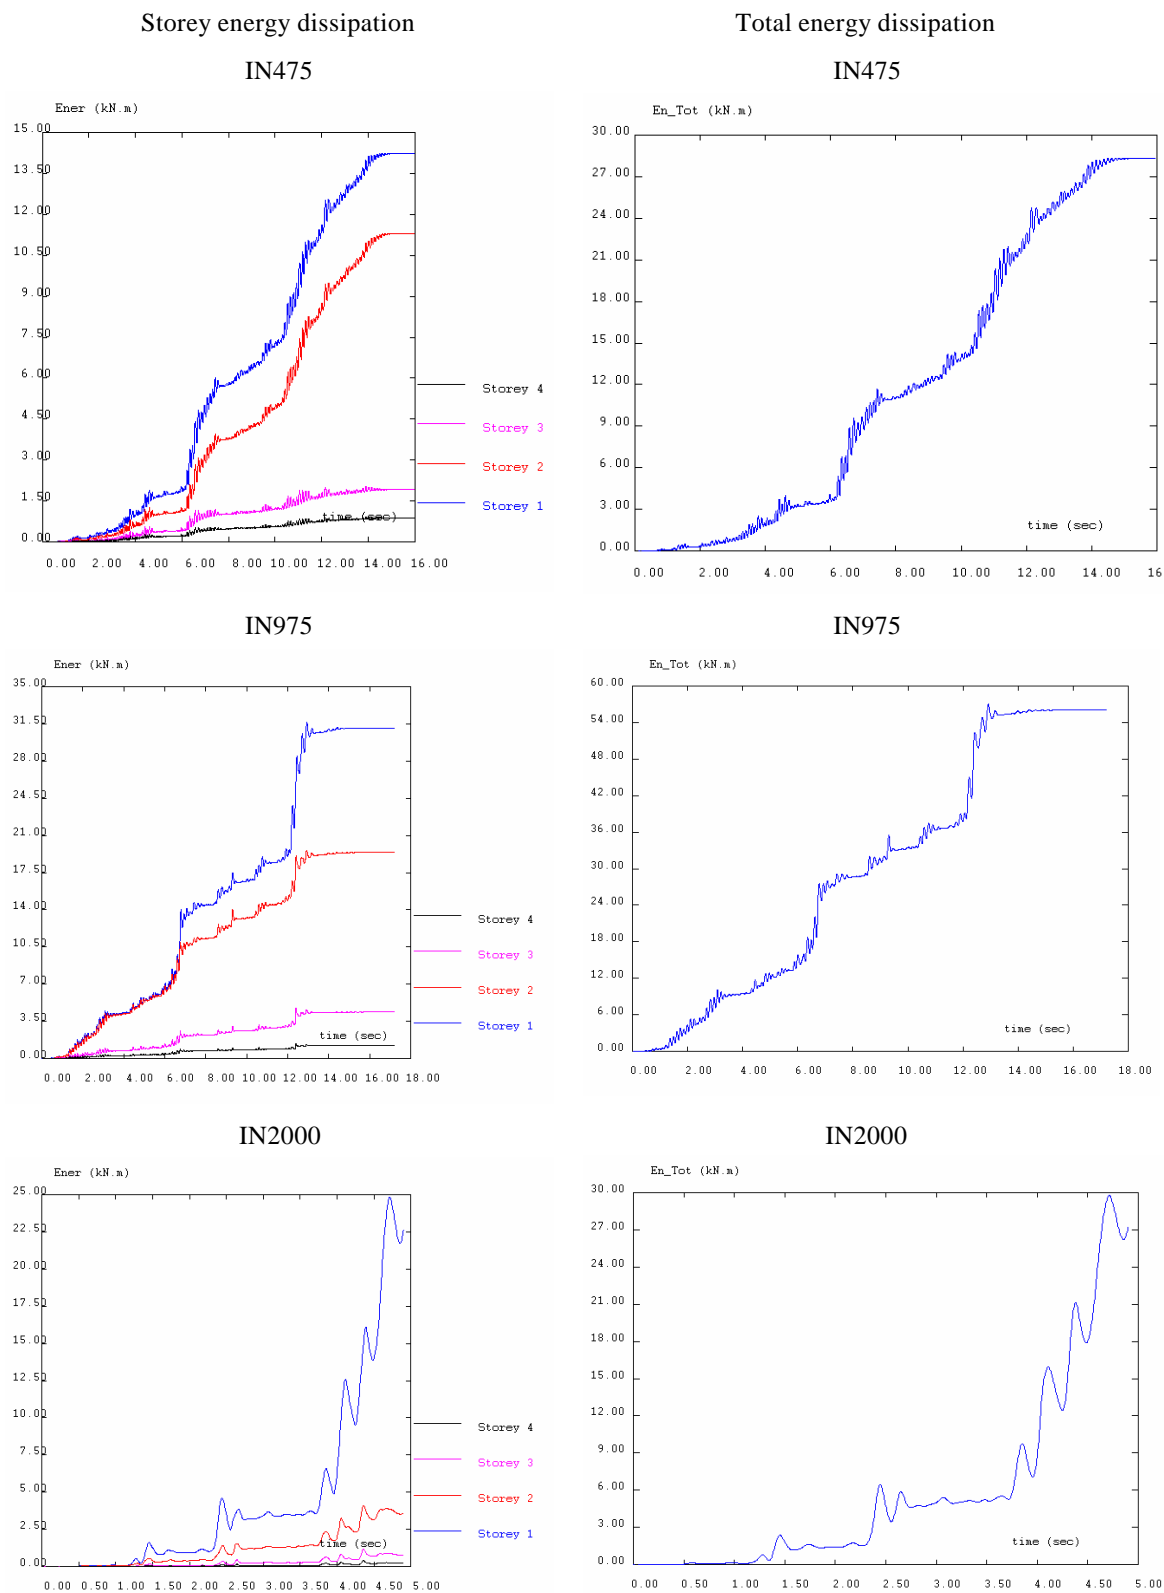 Storey energy dissipation
Total energy dissipation
IN475
IN475
Ener (kN.m)
15.00
13.50
12.00
10.50
9.00
7.50
6.00
4.50
3.00
1.50
0.00
Storey 4
Storey 3
Storey 2
Storey 1
time (sec)
0.00 2.00 4.00 6.00 8.00 10.00 12.00 14.00 16.00
En_Tot (kN.m)
30.00
27.00
24.00
21.00
18.00
15.00
12.00
9.00
6.00
3.00
0.00
time (sec)
0.00 2.00 4.00 6.00 8.00 10.00 12.00 14.00 16
IN975
IN975
Ener (kN.m)
35.00
31.50
28.00
24.50
21.00
17.50
14.00
10.50
7.00
3.50
0.00
Storey 4
Storey 3
Storey 2
Storey 1
time (sec)
0.00 2.00 4.00 6.00 8.00 10.00 12.00 14.00 16.00 18.00
En_Tot (kN.m)
60.00
54.00
48.00
42.00
36.00
30.00
24.00
18.00
12.00
6.00
0.00
time (sec)
0.00 2.00 4.00 6.00 8.00 10.00 12.00 14.00 16.00 18.00
IN2000
IN2000
Ener (kN.m)
25.00
22.50
20.00
17.50
15.00
12.50
10.00
7.50
5.00
2.50
0.00
Storey 4
Storey 3
Storey 2
Storey 1
time (sec)
0.00 0.50 1.00 1.50 2.00 2.50 3.00 3.50 4.00 4.50 5.00
En_Tot (kN.m)
30.00
27.00
24.00
21.00
18.00
15.00
12.00
9.00
6.00
3.00
0.00
time (sec)
0.00 0.50 1.00 1.50 2.00 2.50 3.00 3.50 4.00 4.50 5.00